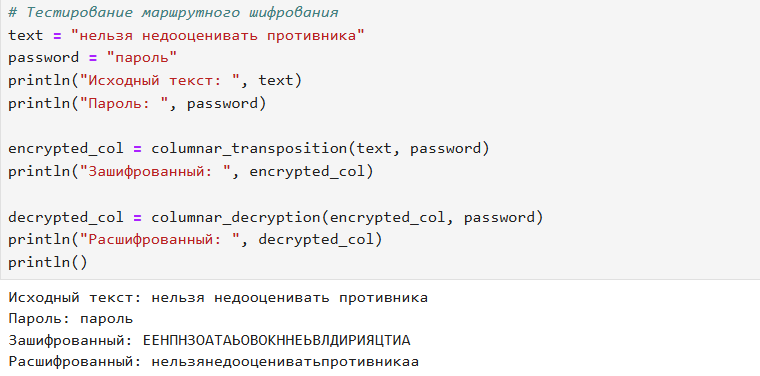 # Тестирование маршрутного шифрования
text = "нельзя недооценивать противника"
password = "пароль"
println("Исходный текст: ", text)
println("Пароль: ", password)
encrypted_col = columnar_transposition(text, password)
println("Зашифрованный: ", encrypted_col)
decrypted_col = columnar_decryption(encrypted_col, password)
println("Расшифрованный: ", decrypted_col)
println()
Исходный текст: нельзя недооценивать противника
Пароль: пароль
Зашифрованный: ЕЕНПНЗОАТАЬОВОКННЕЬВЛДИРИЯЦТИА
Расшифрованный: нельзянедооцениватьпротивникаа